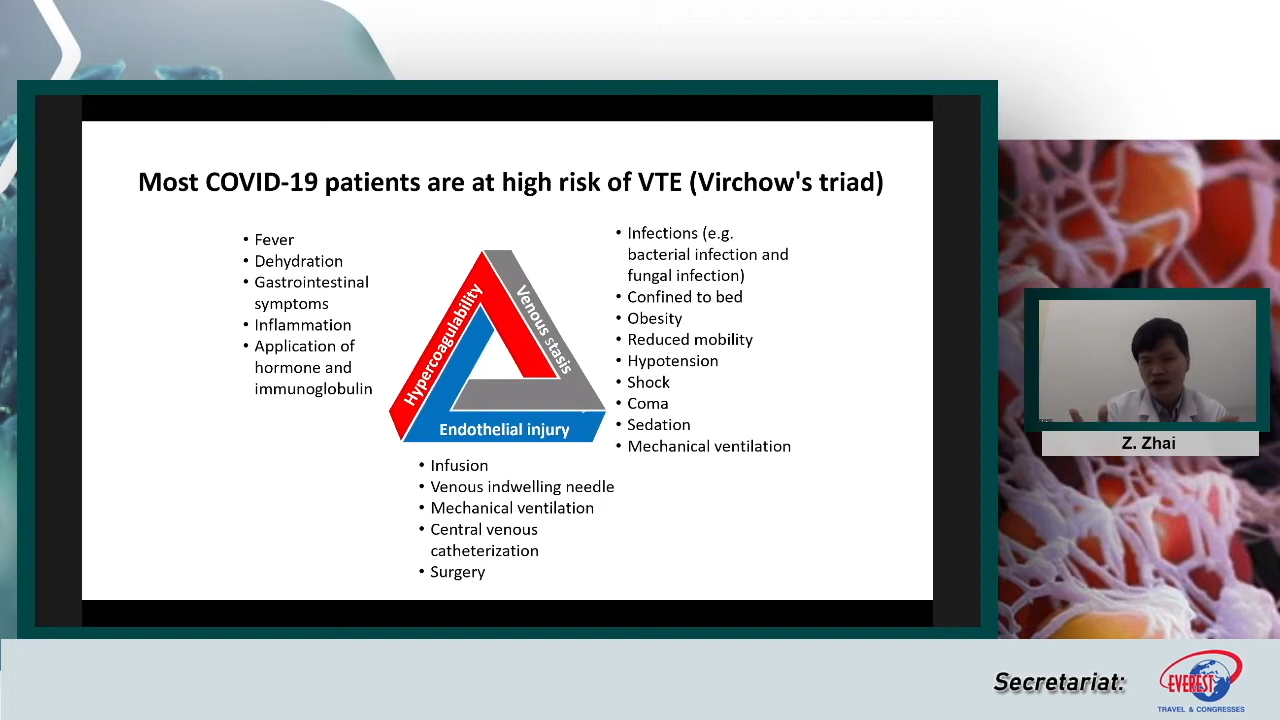 Most COVID-19 patients are at high risk of VTE (Virchow's triad)
• Fever
• Dehydration
• Gastrointestinal
symptoms
• Inflammation
• Application of
hormone and
immunoglobulin
Hypercoagulability
Venous stasis
Endothelial injury
• Infections (e.g.
bacterial infection and
fungal infection)
• Confined to bed
• Obesity
• Reduced mobility
• Hypotension
• Shock
• Coma
• Sedation
• Mechanical ventilation
• Infusion
• Venous indwelling needle
• Mechanical ventilation
• Central venous
catheterization
• Surgery
Z. Zhai
Secretariat:
EVEREST
TRAVEL & CONGRESSES